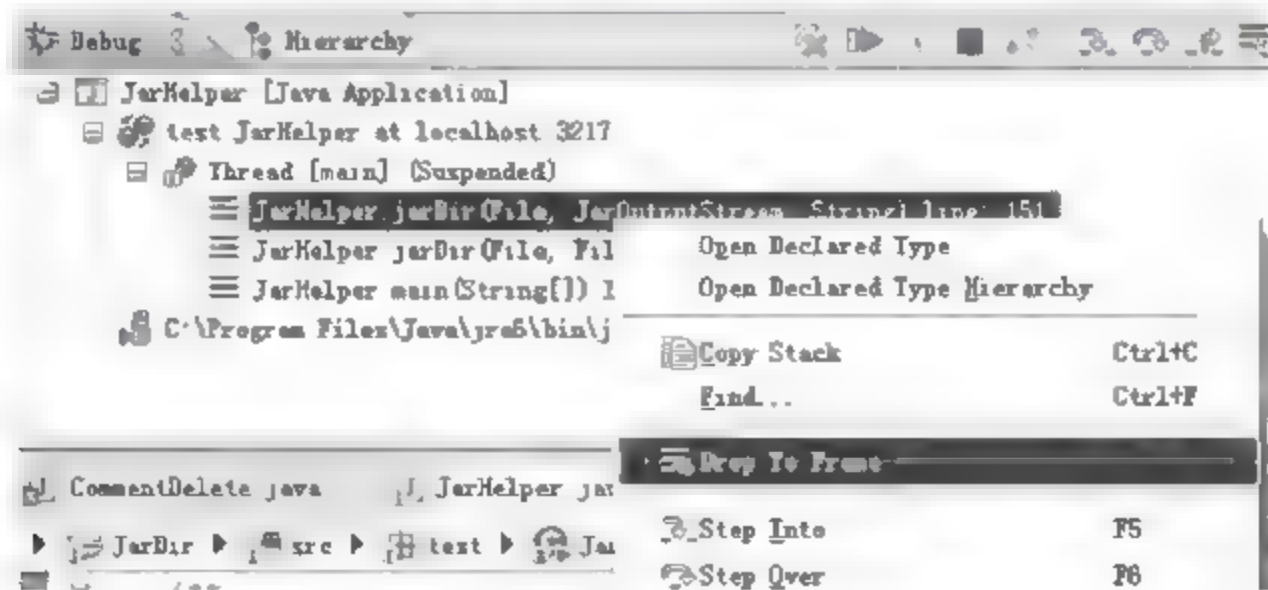 Debug
Hierarchy
JarHelper [Java Application]
test JarHelper at localhost 3217
Thread [main] (Suspended)
JarHelper.jarDir(File, JarOutputStream, String) line: 151
JarHelper jarDir(File, Fil
JarHelper main(String[]) l
C:\Program Files\Java\jre6\bin\j
Open Declared Type
Open Declared Type Hierarchy
Copy Stack Ctrl+C
Find... Ctrl+F
Drop To Frame
Step Into F5
Step Over F6
CommentDelete java JarHelper jav
JarDir src test Jar